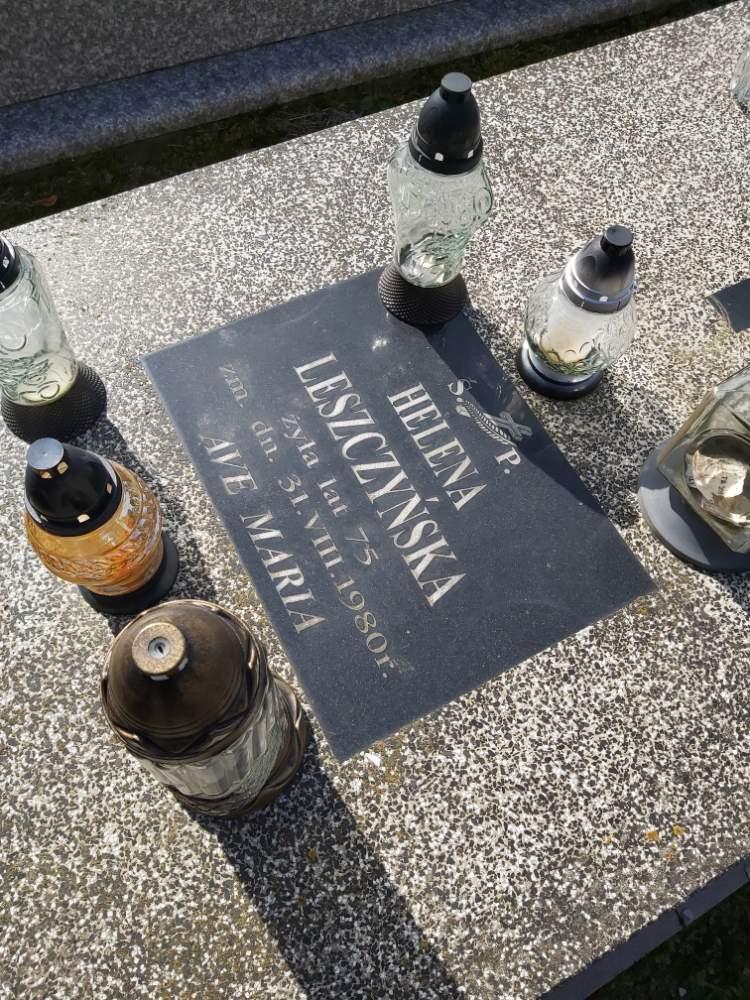 Ś. P.
HELENA
LESZCZYŃSKA
żyła lat 75
zm. dn. 31.VIII.1980r.
AVE MARIA